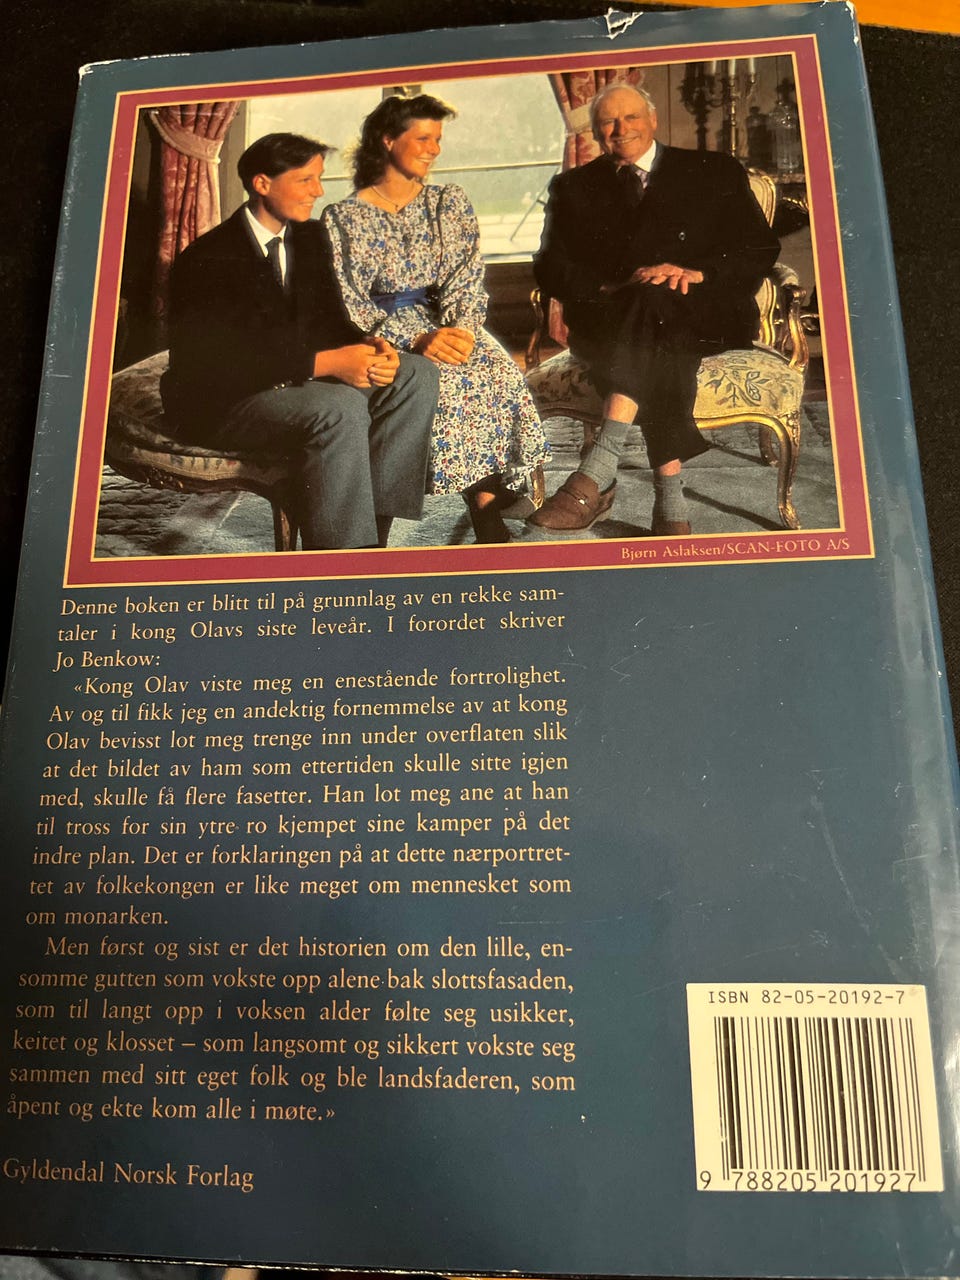 Bjørn Aslaksen/SCAN-FOTO A/S
Denne boken er blitt til på grunnlag av en rekke sam-
taler i kong Olavs siste leveår. I forordet skriver
Jo Benkow:
«Kong Olav viste meg en enestående fortrolighet.
Av og til fikk jeg en andektig fornemmelse av at kong
Olav bevisst lot meg trenge inn under overflaten slik
at det bildet av ham som ettertiden skulle sitte igjen
med, skulle få flere fasetter. Han lot meg ane at han
til tross for sin ytre ro kjempet sine kamper på det
indre plan. Det er forklaringen på at dette nærportret-
tet av folkekongen er like meget om mennesket som
om monarken.
Men først og sist er det historien om den lille, en-
somme gutten som vokste opp alene bak slottsfasaden,
som til langt opp i voksen alder følte seg usikker,
keitet og klosset – som langsomt og sikkert vokste seg
sammen med sitt eget folk og ble landsfaderen, som
åpent og ekte kom alle i møte.»
Gyldendal Norsk Forlag
ISBN 82-05-20192-7
9 788205 201927